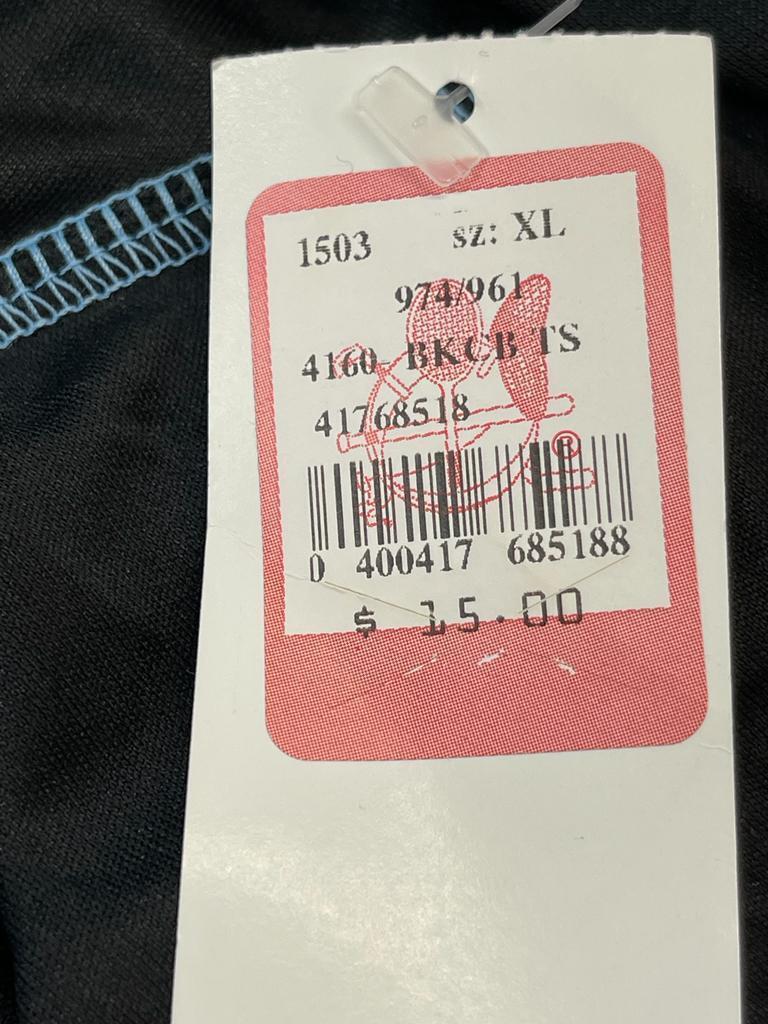 1503 sz: XL
974/961
4160- BKCB TS
41768518
®
0 400417 685188
$ 15.00